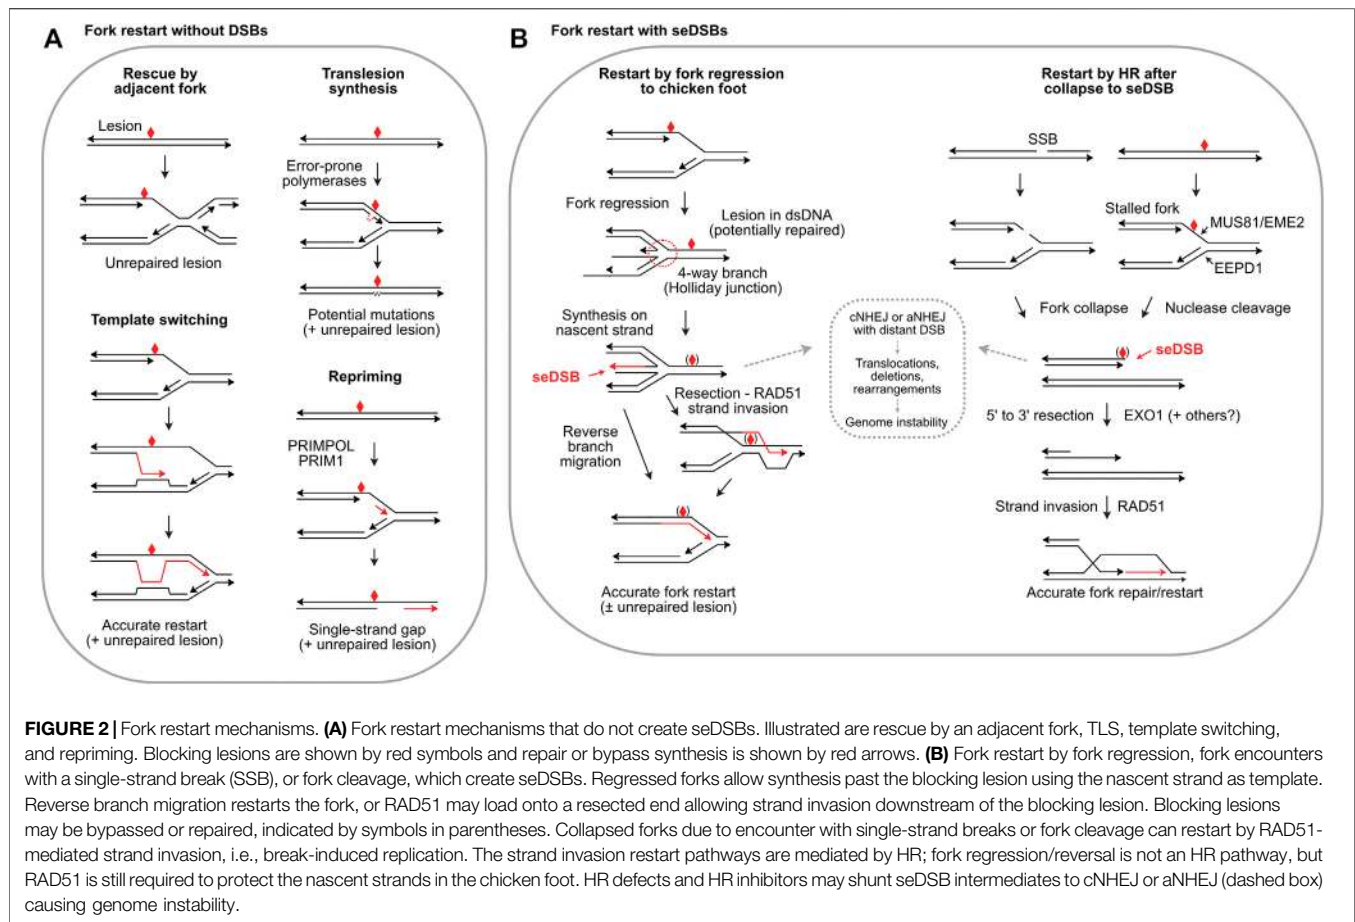 A
Fork restart without DSBs
Rescue by
adjacent fork
Lesion
Unrepaired lesion
Template switching
Accurate restart
(+ unrepaired lesion)
Translesion
synthesis
Error-prone
polymerases
Potential mutations
(+ unrepaired lesion)
Repriming
PRIMPOL
PRIM1
Single-strand gap
(+ unrepaired lesion)
B
Fork restart with seDSBs
Restart by fork regression
to chicken foot
Fork regression
Lesion in dsDNA
(potentially repaired)
4-way branch
(Holliday junction)
Synthesis on
nascent strand
seDSB
Resection - RAD51
strand invasion
Reverse
branch
migration
Accurate fork restart
(± unrepaired lesion)
cNHEJ or aNHEJ
with distant DSB
Translocations,
deletions,
rearrangements
Genome instability
Restart by HR after
collapse to seDSB
SSB
Stalled fork
MUS81/EME2
EEPD1
Fork collapse
Nuclease cleavage
seDSB
5' to 3' resection
EXO1 (+ others?)
Strand invasion
RAD51
Accurate fork repair/restart
FIGURE 2 | Fork restart mechanisms. (A) Fork restart mechanisms that do not create seDSBs. Illustrated are rescue by an adjacent fork, TLS, template switching,
and repriming. Blocking lesions are shown by red symbols and repair or bypass synthesis is shown by red arrows. (B) Fork restart by fork regression, fork encounters
with a single-strand break (SSB), or fork cleavage, which create seDSBs. Regressed forks allow synthesis past the blocking lesion using the nascent strand as template.
Reverse branch migration restarts the fork, or RAD51 may load onto a resected end allowing strand invasion downstream of the blocking lesion. Blocking lesions
may be bypassed or repaired, indicated by symbols in parentheses. Collapsed forks due to encounter with single-strand breaks or fork cleavage can restart by RAD51-
mediated strand invasion, i.e., break-induced replication. The strand invasion restart pathways are mediated by HR; fork regression/reversal is not an HR pathway, but
RAD51 is still required to protect the nascent strands in the chicken foot. HR defects and HR inhibitors may shunt seDSB intermediates to cNHEJ or aNHEJ (dashed box)
causing genome instability.